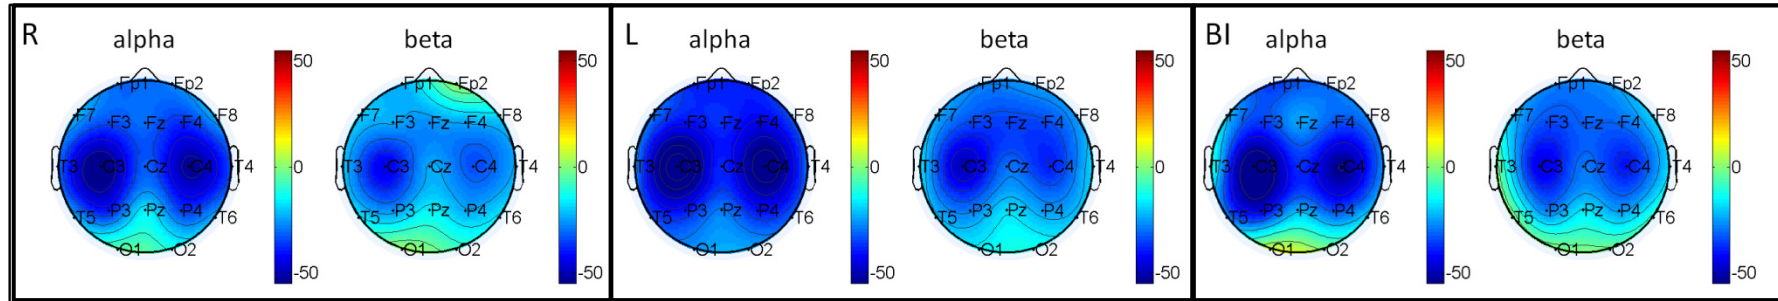 R
alpha
Fp1 Fp2
F7 F3 Fz F4 F8
T3 C3 Cz C4 T4
T5 P3 Pz P4 T6
O1 O2
50
0
-50
beta
Fp1 Fp2
F7 F3 Fz F4 F8
T3 C3 Cz C4 T4
T5 P3 Pz P4 T6
O1 O2
50
0
-50
L
alpha
Fp1 Fp2
F7 F3 Fz F4 F8
T3 C3 Cz C4 T4
T5 P3 Pz P4 T6
O1 O2
50
0
-50
beta
Fp1 Fp2
F7 F3 Fz F4 F8
T3 C3 Cz C4 T4
T5 P3 Pz P4 T6
O1 O2
50
0
-50
BI
alpha
Fp1 Fp2
F7 F3 Fz F4 F8
T3 C3 Cz C4 T4
T5 P3 Pz P4 T6
O1 O2
50
0
-50
beta
Fp1 Fp2
F7 F3 Fz F4 F8
T3 C3 Cz C4 T4
T5 P3 Pz P4 T6
O1 O2
50
0
-50